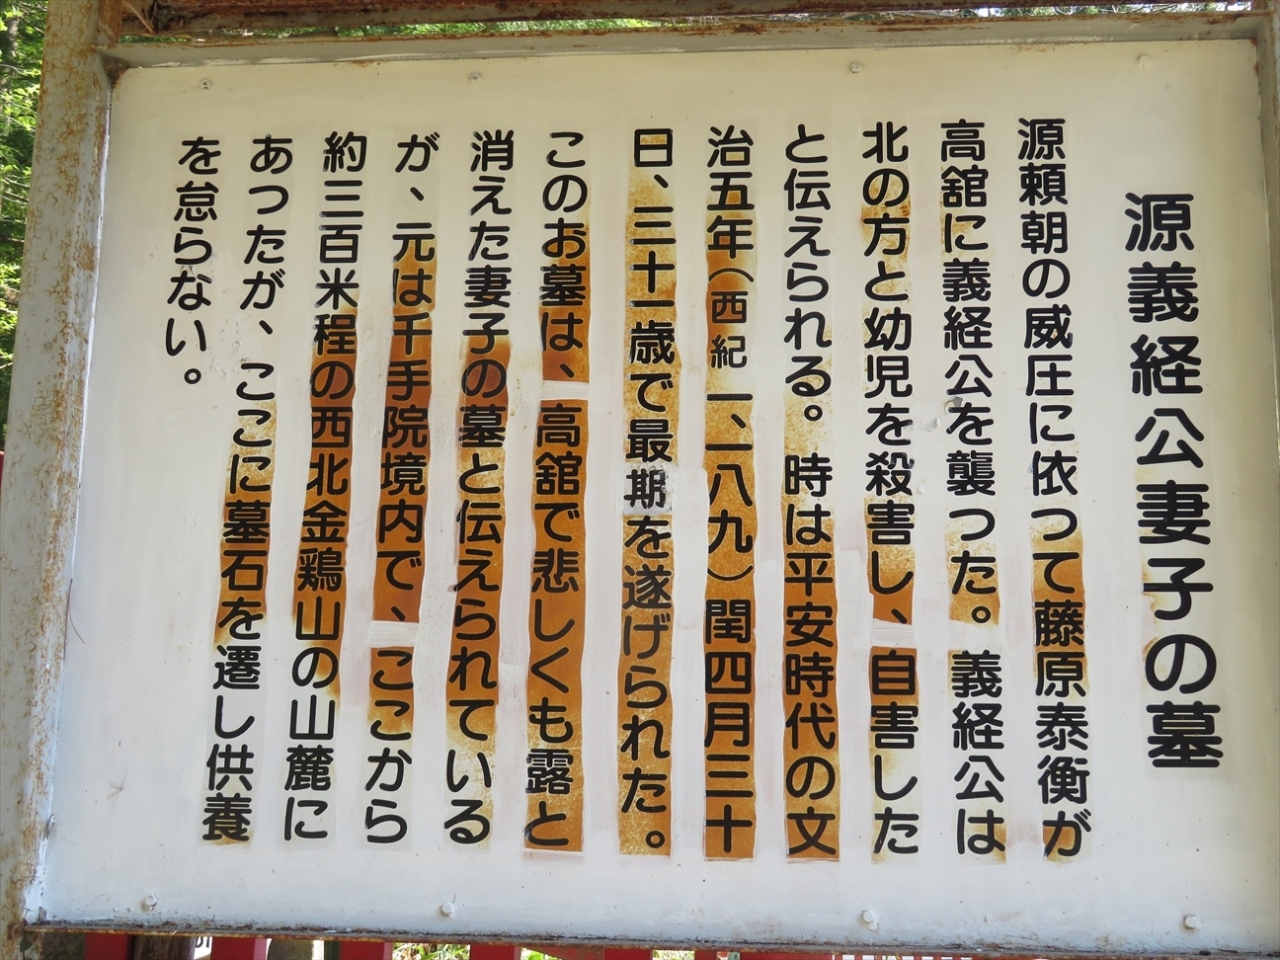 源義経公妻子の墓
源頼朝の威圧に依つて藤原泰衡が
高舘に義経公を襲つた。義経公は
北の方と幼児を殺害し、自害した
と伝えられる。時は平安時代の文
治五年（西紀一、一八九）閏四月三十
日、三十一歳で最期を遂げられた。
このお墓は、高舘で悲しくも露と
消えた妻子の墓と伝えられている
が、元は千手院境内で、ここから
約三百米程の西北金鶏山の山麓に
あつたが、ここに墓石を遷し供養
を怠らない。